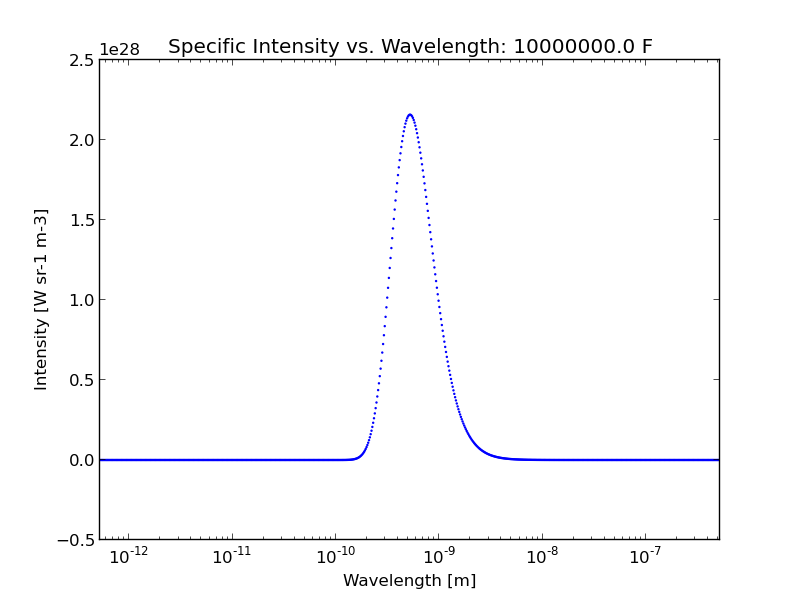 Specific Intensity vs. Wavelength: 10000000.0 F
1e28
2.5
2.0
1.5
1.0
0.5
0.0
−0.5
Intensity [W sr-1 m-3]
10^-12 10^-11 10^-10 10^-9 10^-8 10^-7
Wavelength [m]